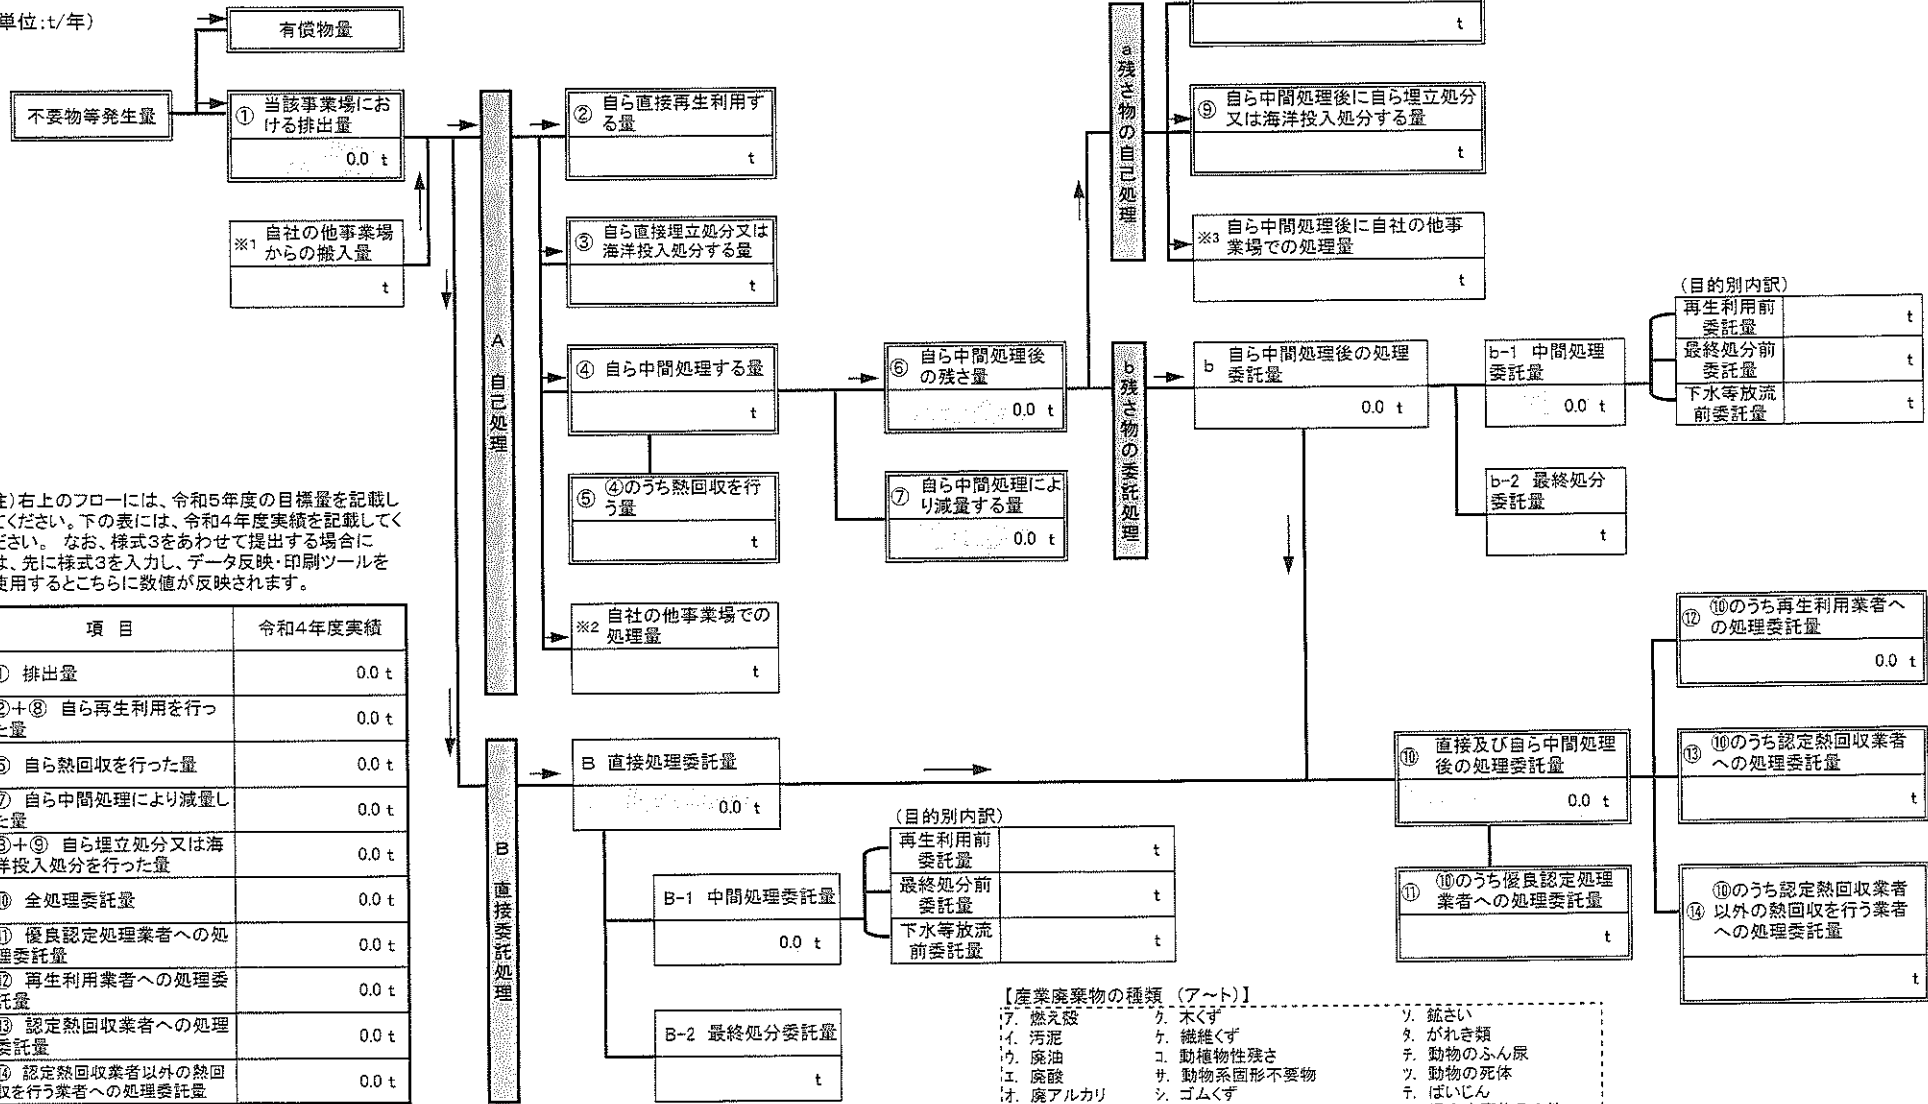 単位:t/年)
有償物量
不要物等発生量
① 当該事業場にお
ける排出量
0.0 t
※1 自社の他事業場
からの搬入量
t
A 自己処理
② 自ら直接再生利用す
る量
t
③ 自ら直接埋立処分又は
海洋投入処分する量
t
④ 自ら中間処理する量
t
⑤ ④のうち熱回収を行
う量
t
※2 自社の他事業場での
処理量
t
⑥ 自ら中間処理後
の残さ量
0.0 t
⑦ 自ら中間処理によ
り減量する量
0.0 t
a 残さ物の自己処理
t
⑨ 自ら中間処理後に自ら埋立処分
又は海洋投入処分する量
t
※3 自ら中間処理後に自社の他事
業場での処理量
t
b 残さ物の委託処理
b 自ら中間処理後の処理
委託量
0.0 t
b-1 中間処理
委託量
0.0 t
(目的別内訳)
再生利用前
委託量 t
最終処分前
委託量 t
下水等放流
前委託量 t
b-2 最終処分
委託量
t
注)右上のフローには、令和5年度の目標量を記載し
てください。下の表には、令和4年度実績を記載してく
ださい。 なお、様式3をあわせて提出する場合に
は、先に様式3を入力し、データ反映・印刷ツールを
使用するとこちらに数値が反映されます。
項 目 令和4年度実績
① 排出量 0.0 t
②+⑧ 自ら再生利用を行っ
た量 0.0 t
⑤ 自ら熱回収を行った量 0.0 t
⑦ 自ら中間処理により減量し
た量 0.0 t
③+⑨ 自ら埋立処分又は海
洋投入処分を行った量 0.0 t
⑩ 全処理委託量 0.0 t
⑪ 優良認定処理業者への処
理委託量 0.0 t
⑫ 再生利用業者への処理委
託量 0.0 t
⑬ 認定熱回収業者への処理
委託量 0.0 t
⑭ 認定熱回収業者以外の熱回
収を行う業者への処理委託量 0.0 t
B 直接委託処理
B 直接処理委託量
0.0 t
B-1 中間処理委託量
0.0 t
(目的別内訳)
再生利用前
委託量 t
最終処分前
委託量 t
下水等放流
前委託量 t
B-2 最終処分委託量
t
⑩ 直接及び自ら中間処理
後の処理委託量
0.0 t
⑪ ⑩のうち優良認定処理
業者への処理委託量
t
⑫ ⑩のうち再生利用業者へ
の処理委託量
0.0 t
⑬ ⑩のうち認定熱回収業者
への処理委託量
t
⑭ ⑩のうち認定熱回収業者
以外の熱回収を行う業者
への処理委託量
t
【産業廃棄物の種類 (ア~ト)】
ア. 燃え殻 ク. 木くず ソ. 鉱さい
イ. 汚泥 ケ. 繊維くず タ. がれき類
ウ. 廃油 コ. 動植物性残さ チ. 動物のふん尿
エ. 廃酸 サ. 動物系固形不要物 ツ. 動物の死体
オ. 廃アルカリ シ. ゴムくず テ. ばいじん